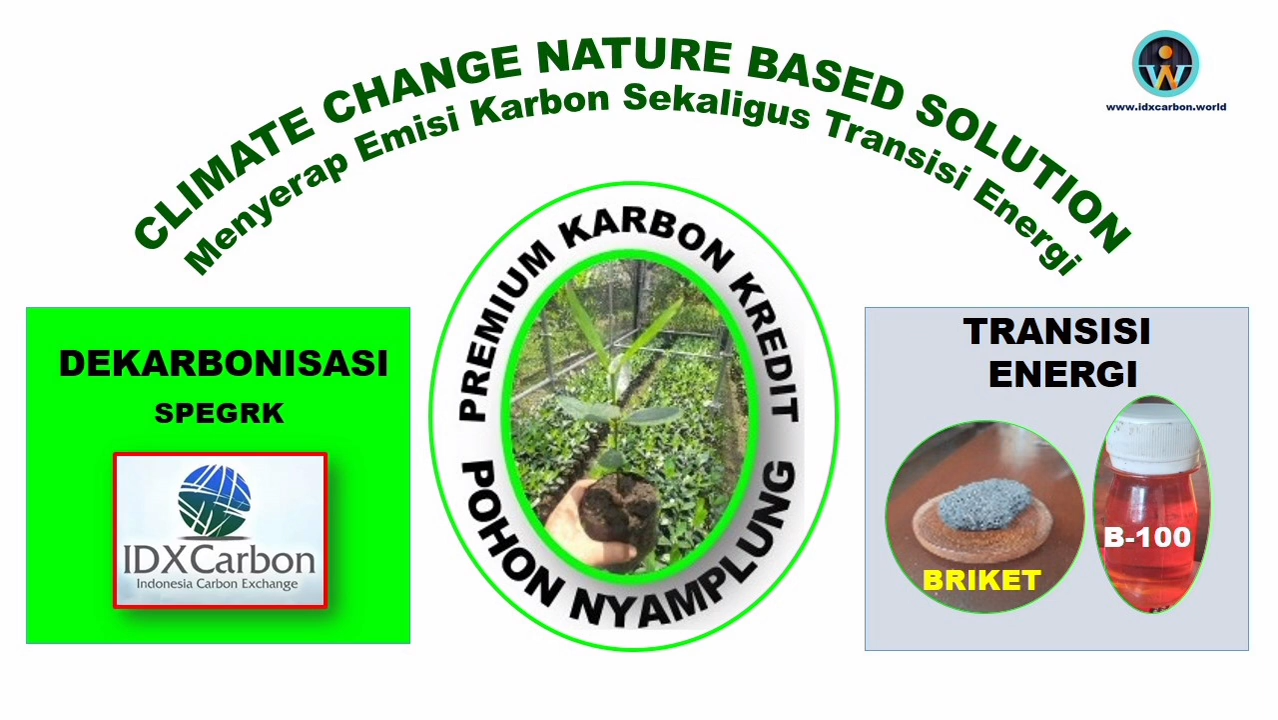 CLIMATE CHANGE NATURE BASED SOLUTION
Menyerap Emisi Karbon Sekaligus Transisi Energi
www.idxcarbon.world
DEKARBONISASI
SPEGRK
IDXCarbon
Indonesia Carbon Exchange
PREMIUM KARBON KREDIT
POHON NYAMPLUNG
TRANSISI
ENERGI
BRIKET
B-100